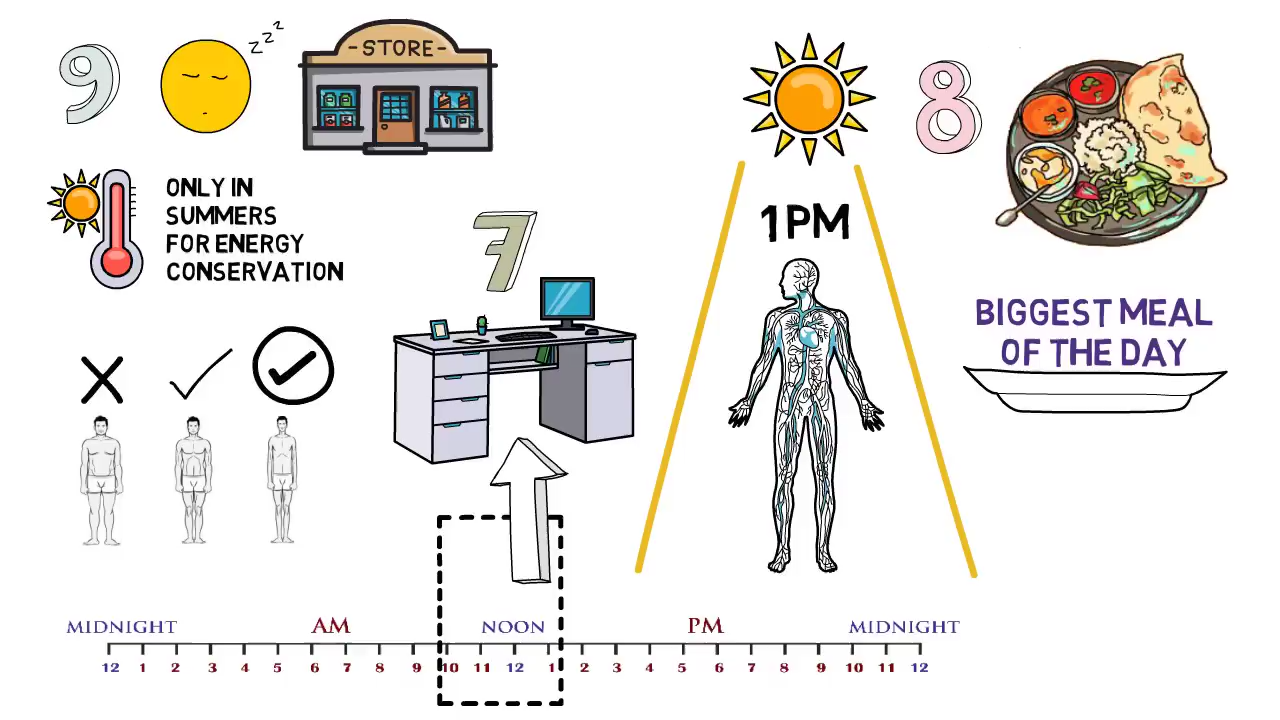 9
zzz
-STORE-
8
ONLY IN
SUMMERS
FOR ENERGY
CONSERVATION
7
1PM
BIGGEST MEAL
OF THE DAY
MIDNIGHT AM NOON PM MIDNIGHT
12 1 2 3 4 5 6 7 8 9 10 11 12 1 2 3 4 5 6 7 8 9 10 11 12